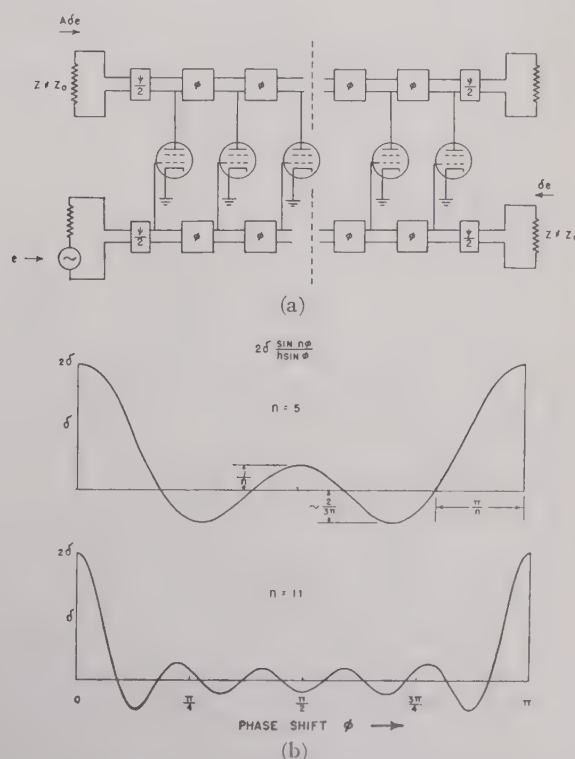 Aδe
Z ≠ Z₀
ψ/2 φ φ φ φ ψ/2
δe
Z ≠ Z
e
ψ/2 φ φ φ φ ψ/2
(a)
2δ SIN nφ / n SIN φ
2δ
n = 5
δ
1/n
~ 2/3π
π/n
2δ
n = 11
δ
0 π/4 π/2 3π/4 π
PHASE SHIFT φ
(b)